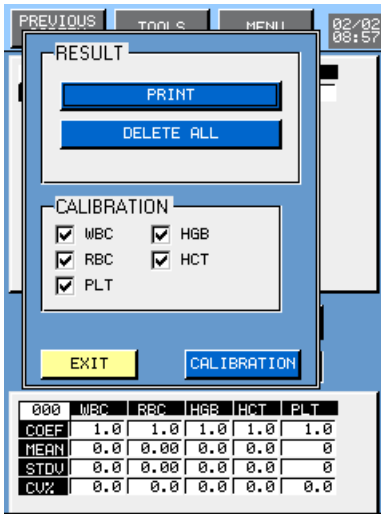 PREVIOUS TOOLS MENU 02/02
08:57
RESULT
PRINT
DELETE ALL
CALIBRATION
WBC HGB
RBC HCT
PLT
EXIT CALIBRATION
000 WBC RBC HGB HCT PLT
COEF 1.0 1.0 1.0 1.0 1.0
MEAN 0.0 0.00 0.0 0.0 0
STDV 0.0 0.00 0.0 0.0 0
CV% 0.0 0.0 0.0 0.0 0.0